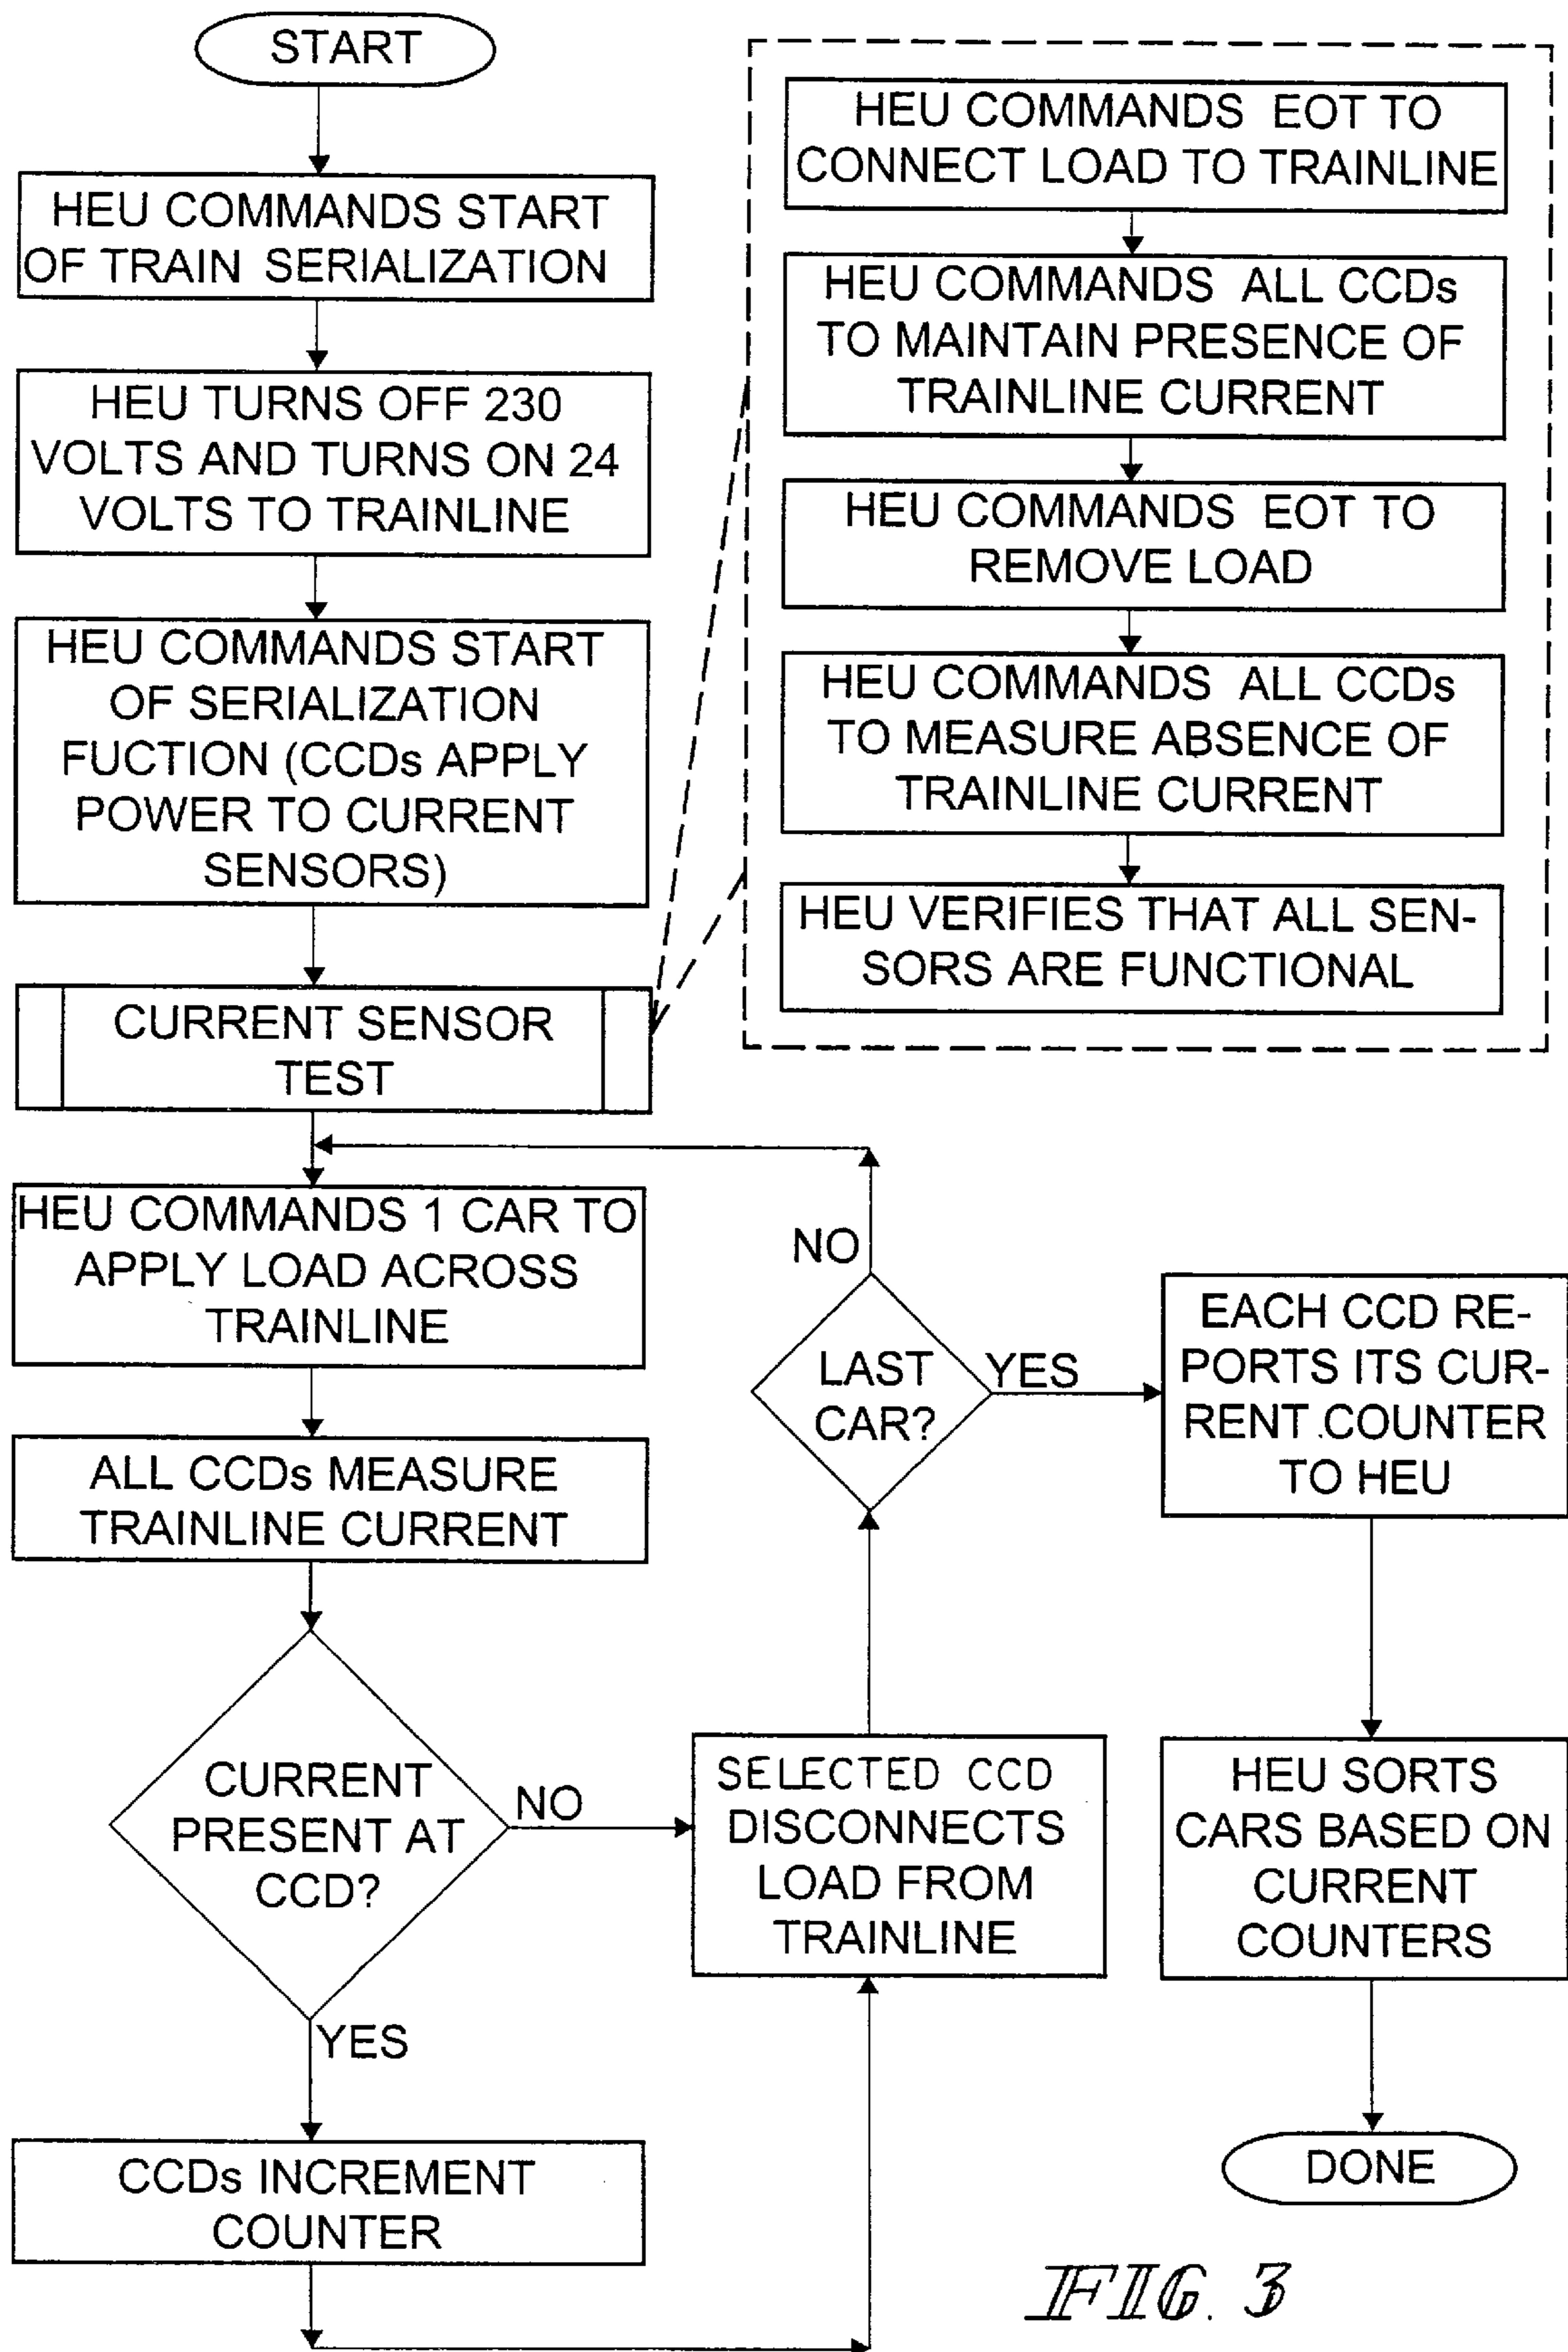 START
HEU COMMANDS START
OF TRAIN SERIALIZATION
HEU TURNS OFF 230
VOLTS AND TURNS ON 24
VOLTS TO TRAINLINE
HEU COMMANDS START
OF SERIALIZATION
FUCTION (CCDs APPLY
POWER TO CURRENT
SENSORS)
CURRENT SENSOR
TEST
HEU COMMANDS EOT TO
CONNECT LOAD TO TRAINLINE
HEU COMMANDS ALL CCDs
TO MAINTAIN PRESENCE OF
TRAINLINE CURRENT
HEU COMMANDS EOT TO
REMOVE LOAD
HEU COMMANDS ALL CCDs
TO MEASURE ABSENCE OF
TRAINLINE CURRENT
HEU VERIFIES THAT ALL SEN-
SORS ARE FUNCTIONAL
HEU COMMANDS 1 CAR TO
APPLY LOAD ACROSS
TRAINLINE
ALL CCDs MEASURE
TRAINLINE CURRENT
CURRENT
PRESENT AT
CCD?
NO
YES
CCDs INCREMENT
COUNTER
SELECTED CCD
DISCONNECTS
LOAD FROM
TRAINLINE
LAST
CAR?
NO
YES
EACH CCD RE-
PORTS ITS CUR-
RENT COUNTER
TO HEU
HEU SORTS
CARS BASED ON
CURRENT
COUNTERS
DONE
FIG. 3